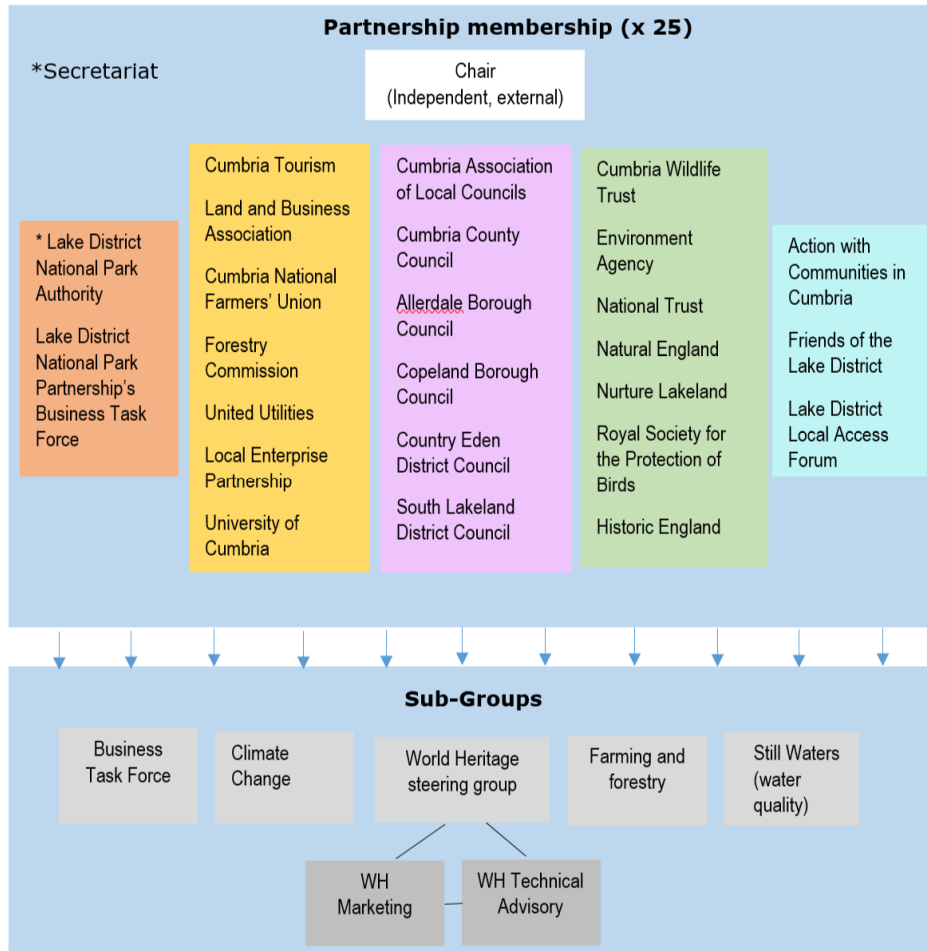 Partnership membership (x 25)
*Secretariat
Chair
(Independent, external)
* Lake District
National Park
Authority
Lake District
National Park
Partnership's
Business Task
Force
Cumbria Tourism
Land and Business
Association
Cumbria National
Farmers' Union
Forestry
Commission
United Utilities
Local Enterprise
Partnership
University of
Cumbria
Cumbria Association
of Local Councils
Cumbria County
Council
Allerdale Borough
Council
Copeland Borough
Council
Country Eden
District Council
South Lakeland
District Council
Cumbria Wildlife
Trust
Environment
Agency
National Trust
Natural England
Nurture Lakeland
Royal Society for
the Protection of
Birds
Historic England
Action with
Communities in
Cumbria
Friends of the
Lake District
Lake District
Local Access
Forum
Sub-Groups
Business
Task Force
Climate
Change
World Heritage
steering group
Farming and
forestry
Still Waters
(water
quality)
WH
Marketing
WH Technical
Advisory